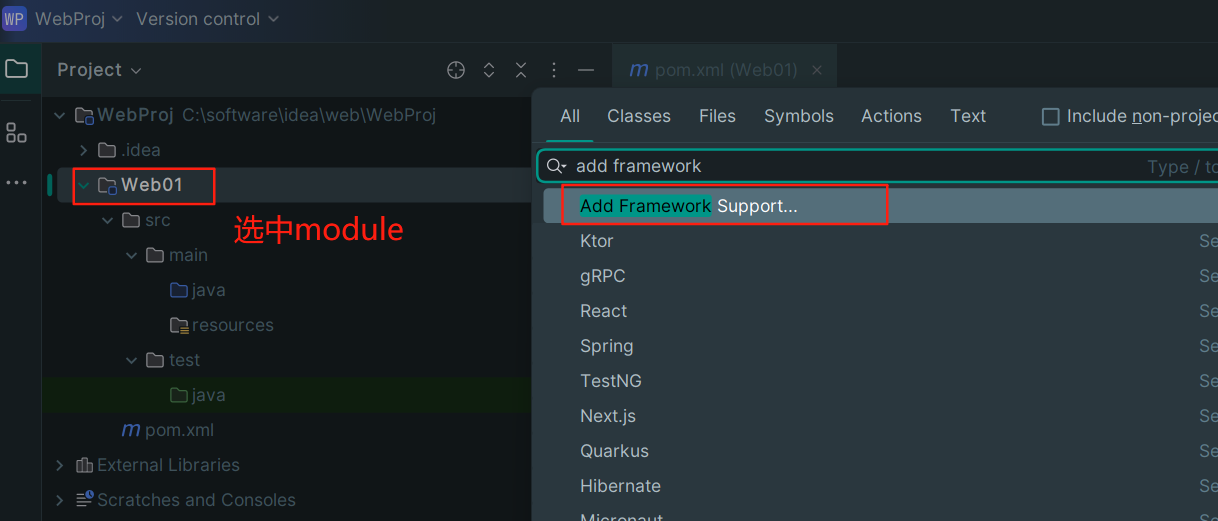 WP WebProj Version control
Project
WebProj C:\software\idea\web\WebProj
.idea
Web01
src
main
java
resources
test
java
m pom.xml
External Libraries
Scratches and Consoles
选中module
m pom.xml (Web01)
All Classes Files Symbols Actions Text Include non-projec
add framework Type / to
Add Framework Support...
Ktor Se
gRPC Se
React Se
Spring Se
TestNG Se
Next.js Se
Quarkus Se
Hibernate Se
Micronaut